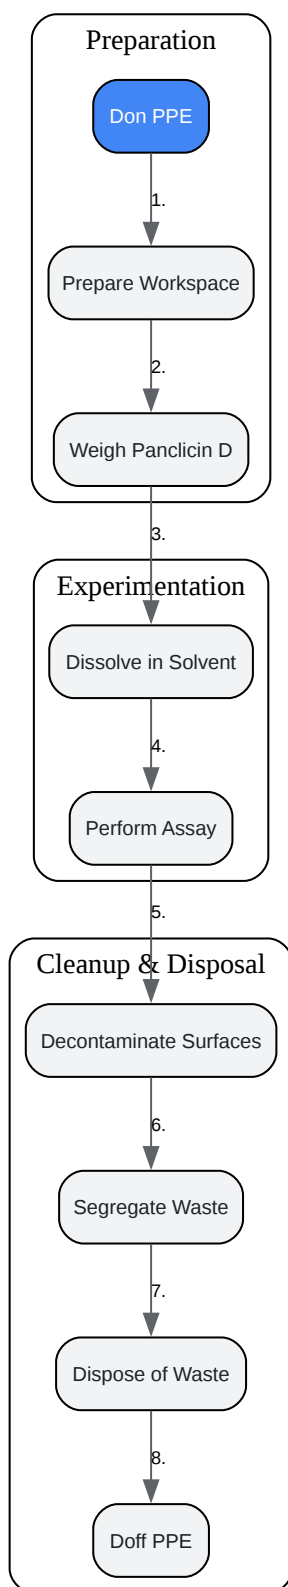 Preparation
Don PPE
1.
Prepare Workspace
2.
Weigh Panclicin D
3.
Experimentation
Dissolve in Solvent
4.
Perform Assay
5.
Cleanup & Disposal
Decontaminate Surfaces
6.
Segregate Waste
7.
Dispose of Waste
8.
Doff PPE